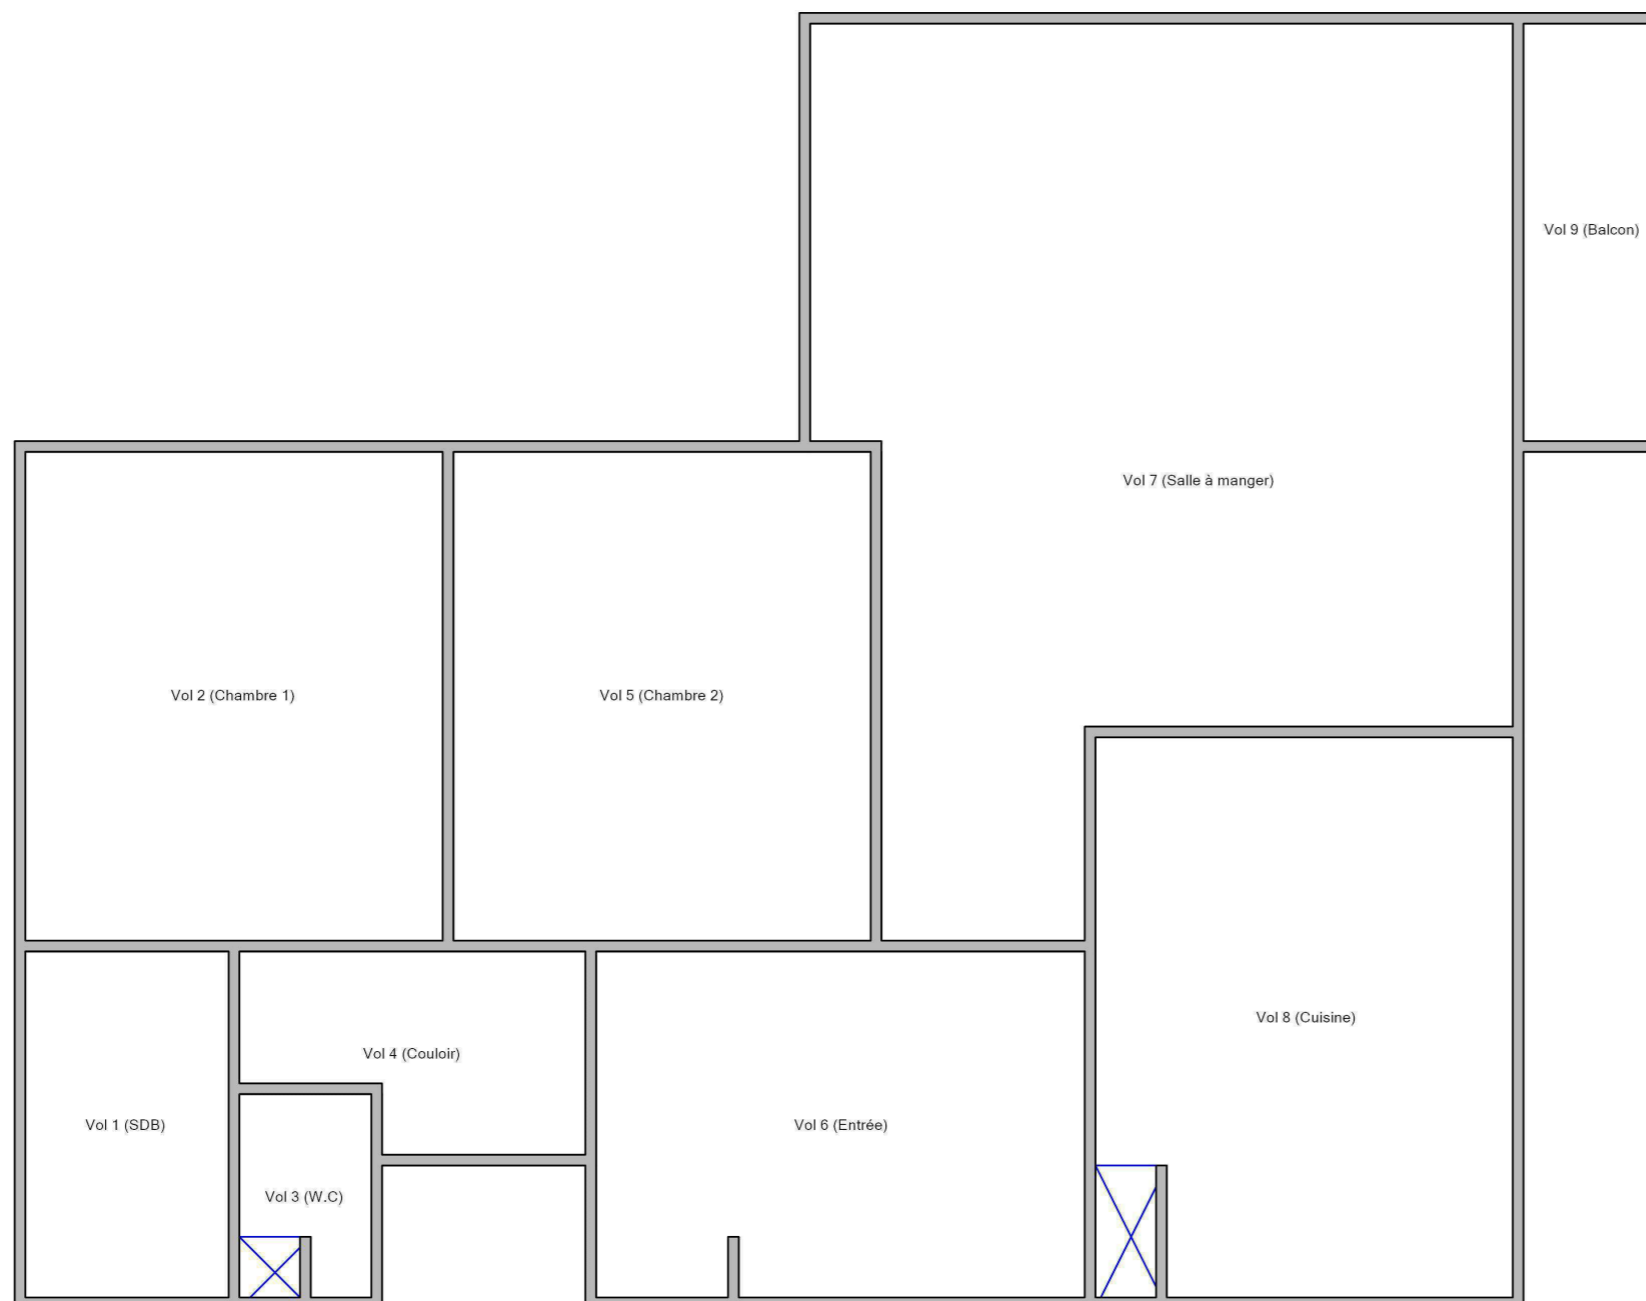 Vol 9 (Balcon)
Vol 7 (Salle à manger)
Vol 2 (Chambre 1)
Vol 5 (Chambre 2)
Vol 8 (Cuisine)
Vol 4 (Couloir)
Vol 1 (SDB)
Vol 6 (Entrée)
Vol 3 (W.C)